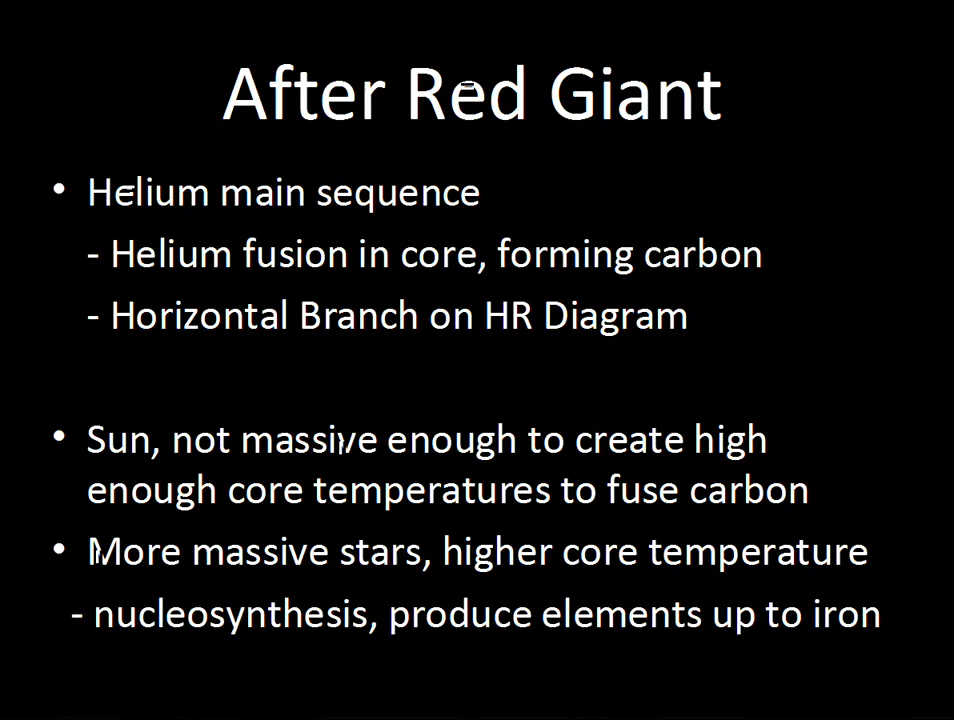 After Red Giant
• Helium main sequence
- Helium fusion in core, forming carbon
- Horizontal Branch on HR Diagram
• Sun, not massive enough to create high
enough core temperatures to fuse carbon
• More massive stars, higher core temperature
- nucleosynthesis, produce elements up to iron